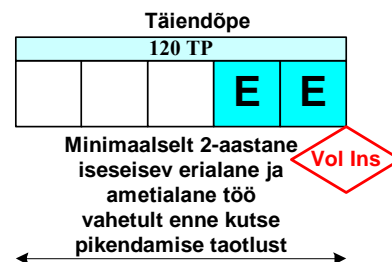 Täiendõpe
120 TP
E E
Minimaalselt 2-aastane
iseseisev erialane ja
ametialane töö
vahetult enne kutse
pikendamise taotlust
Vol Ins